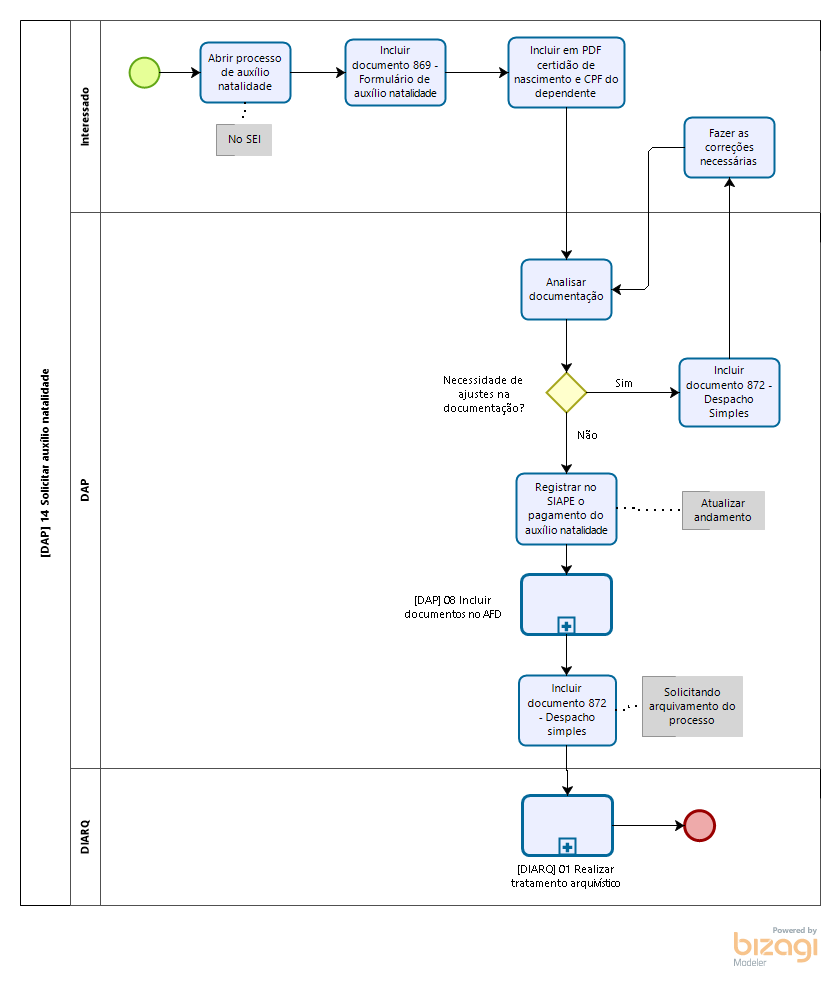 [DAP] 14 Solicitar auxílio natalidade
Interessado
Abrir processo
de auxílio
natalidade
No SEI
Incluir
documento 869 -
Formulário de
auxílio natalidade
Incluir em PDF
certidão de
nascimento e CPF do
dependente
Fazer as
correções
necessárias
DAP
Analisar
documentação
Necessidade de
ajustes na
documentação?
Sim
Incluir
documento 872 -
Despacho
Simples
Não
Registrar no
SIAPE o
pagamento do
auxílio natalidade
Atualizar
andamento
[DAP] 08 Incluir
documentos no AFD
Incluir
documento 872
- Despacho
simples
Solicitando
arquivamento do
processo
DIARQ
[DIARQ] 01 Realizar
tratamento arquivístico
Powered by
bizagi
Modeler